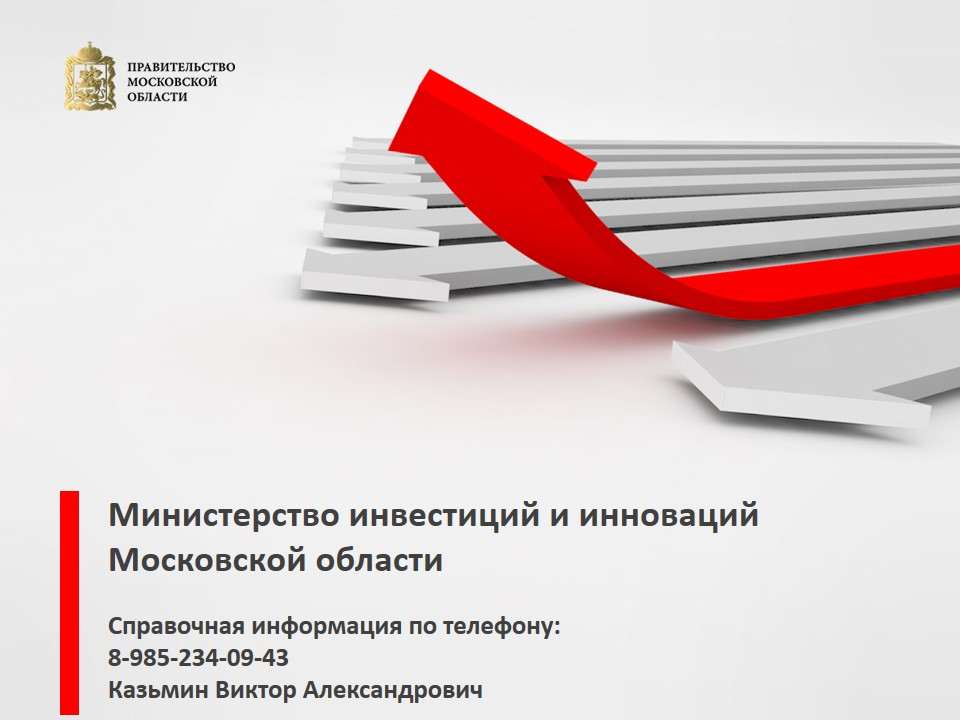 ПРАВИТЕЛЬСТВО
МОСКОВСКОЙ
ОБЛАСТИ
Министерство инвестиций и инноваций
Московской области
Справочная информация по телефону:
8-985-234-09-43
Казьмин Виктор Александрович